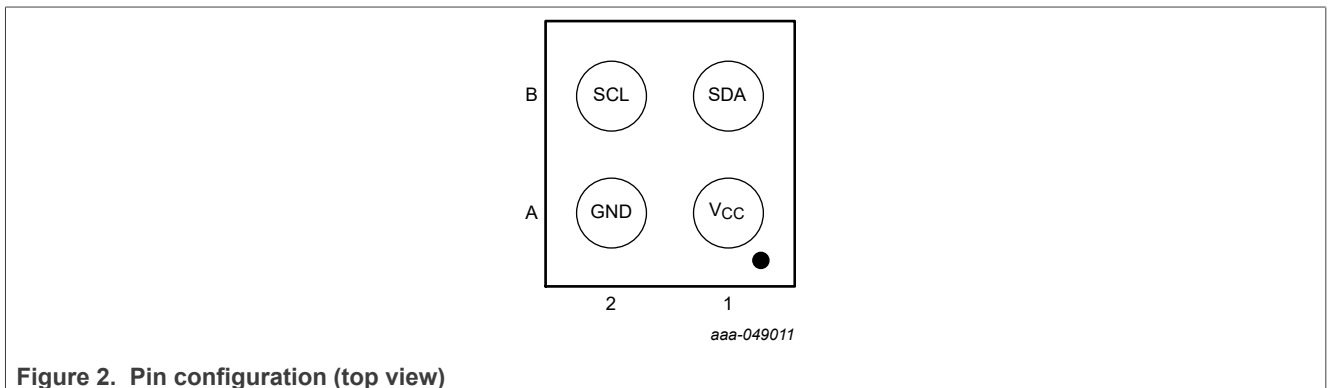 B SCL SDA
A GND VCC
2 1
aaa-049011
Figure 2. Pin configuration (top view)